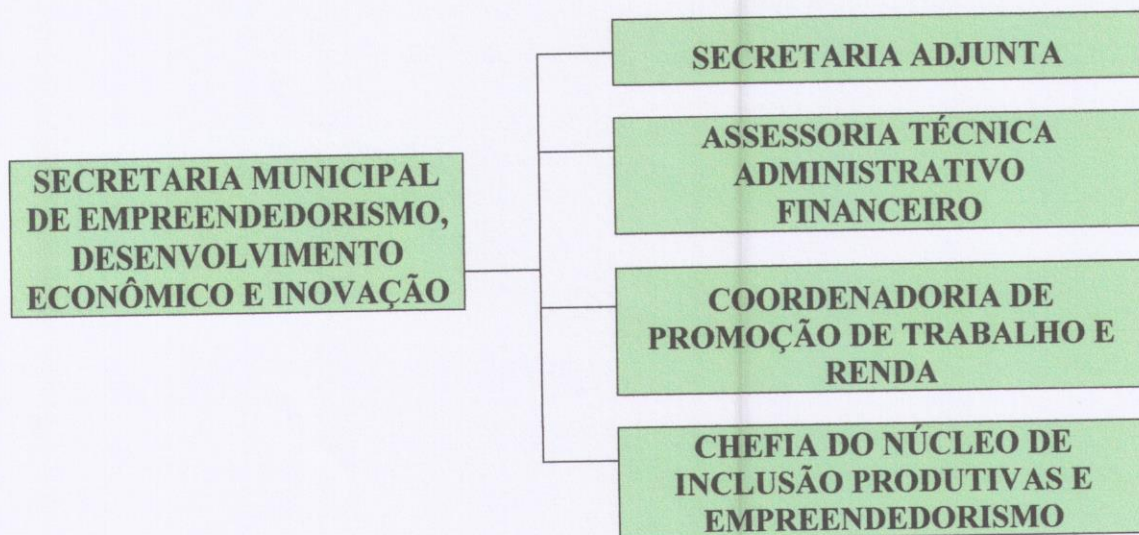 SECRETARIA MUNICIPAL
DE EMPREENDEDORISMO,
DESENVOLVIMENTO
ECONÔMICO E INOVAÇÃO
SECRETARIA ADJUNTA
ASSESSORIA TÉCNICA
ADMINISTRATIVO
FINANCEIRO
COORDENADORIA DE
PROMOÇÃO DE TRABALHO E
RENDA
CHEFIA DO NÚCLEO DE
INCLUSÃO PRODUTIVAS E
EMPREENDEDORISMO